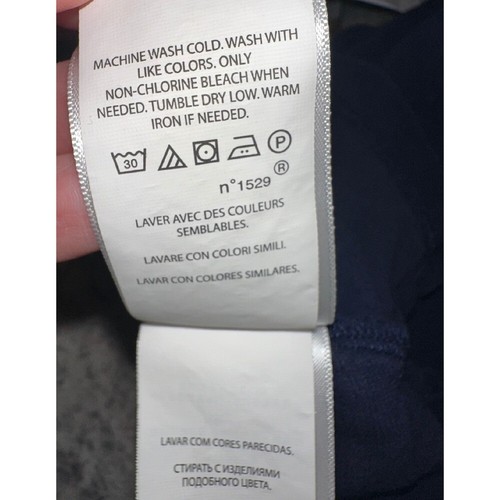 MACHINE WASH COLD. WASH WITH
LIKE COLORS. ONLY
NON-CHLORINE BLEACH WHEN
NEEDED. TUMBLE DRY LOW. WARM
IRON IF NEEDED.
30 P
n°1529 ®
LAVER AVEC DES COULEURS
SEMBLABLES.
LAVARE CON COLORI SIMILI.
LAVAR CON COLORES SIMILARES.
LAVAR COM CORES PARECIDAS.
СТИРАТЬ С ИЗДЕЛИЯМИ
ПОДОБНОГО ЦВЕТА.